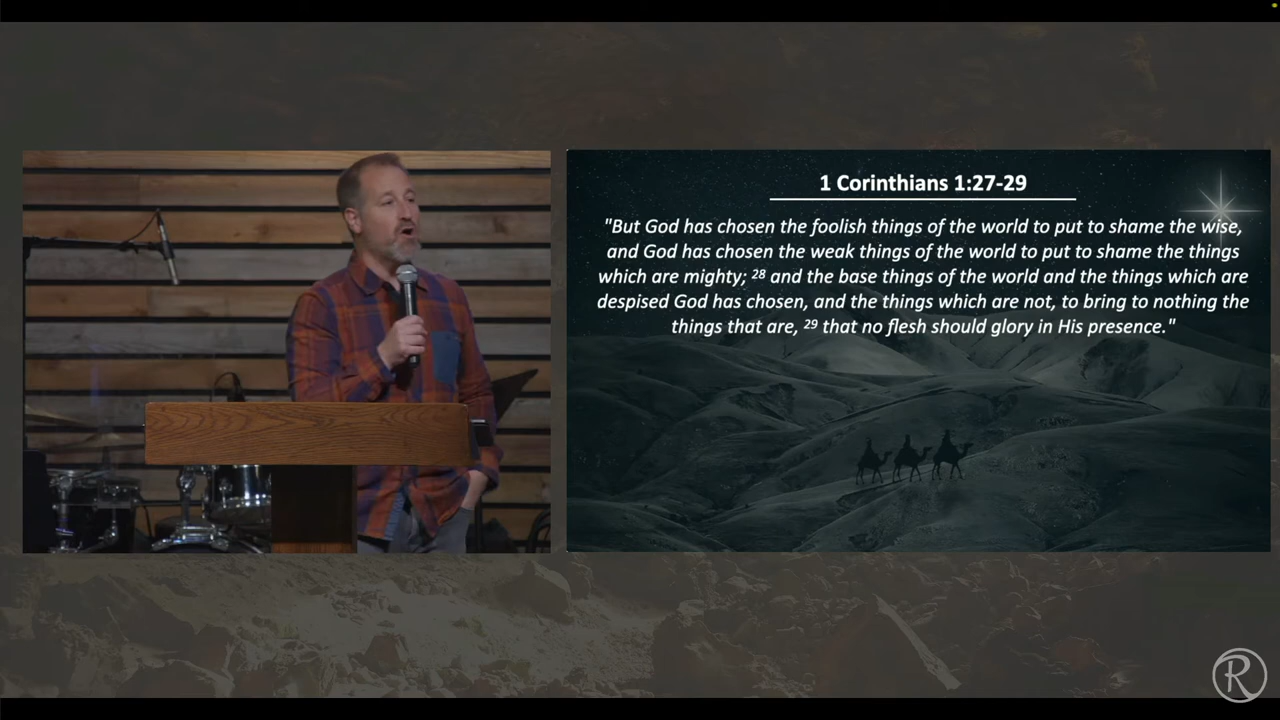 1 Corinthians 1:27-29
"But God has chosen the foolish things of the world to put to shame the wise,
and God has chosen the weak things of the world to put to shame the things
which are mighty; 28 and the base things of the world and the things which are
despised God has chosen, and the things which are not, to bring to nothing the
things that are, 29 that no flesh should glory in His presence."
R